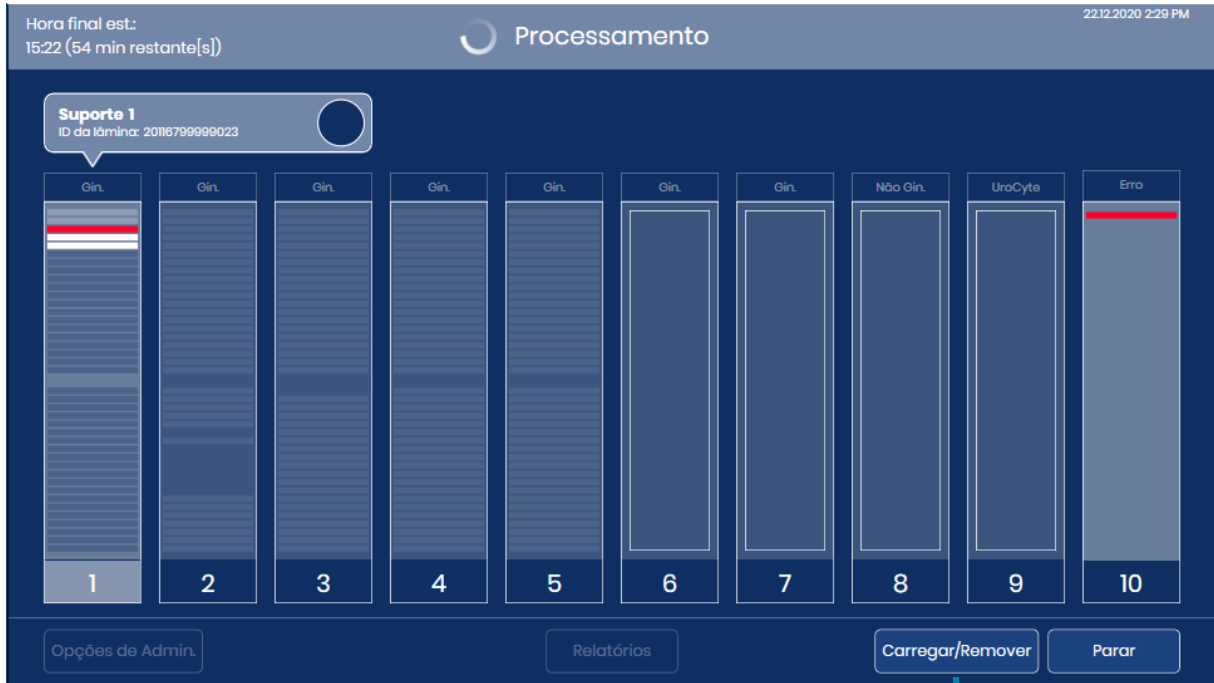 Hora final est.:
15:22 (54 min restante[s])
Processamento
22.12.2020 2:29 PM
Suporte 1
ID da lâmina: 20116799999023
Gin.
Gin.
Gin.
Gin.
Gin.
Gin.
Gin.
Não Gin.
UroCyte
Erro
1
2
3
4
5
6
7
8
9
10
Opções de Admin.
Relatórios
Carregar/Remover
Parar